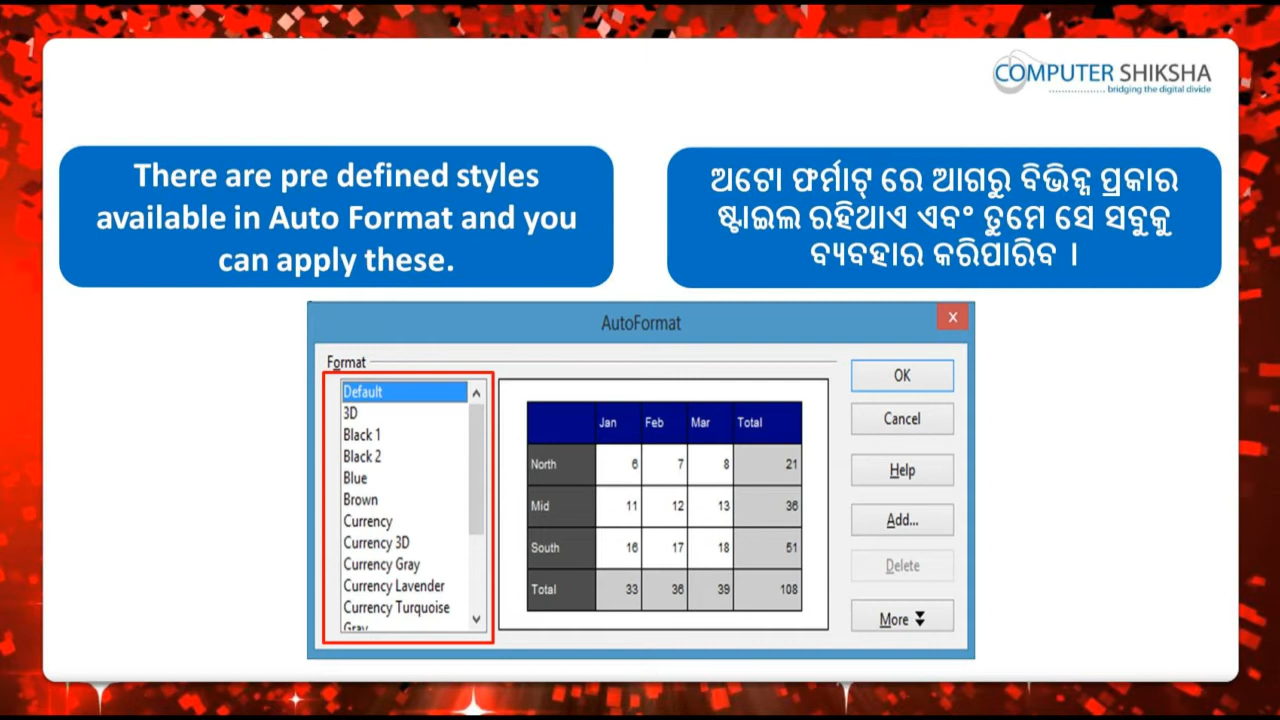 COMPUTER SHIKSHA
bridging the digital divide
There are pre defined styles
available in Auto Format and you
can apply these.
ଅଟୋ ଫର୍ମାଟ୍ ରେ ଆଗରୁ ବିଭିନ୍ନ ପ୍ରକାର
ଷ୍ଟାଇଲ ରହିଥାଏ ଏବଂ ତୁମେ ସେ ସବୁକୁ
ବ୍ୟବହାର କରିପାରିବ ।
AutoFormat
x
Format
Default
3D
Black 1
Black 2
Blue
Brown
Currency
Currency 3D
Currency Gray
Currency Lavender
Currency Turquoise
Gray
Jan Feb Mar Total
North 6 7 8 21
Mid 11 12 13 36
South 16 17 18 51
Total 33 36 39 108
OK
Cancel
Help
Add...
Delete
More